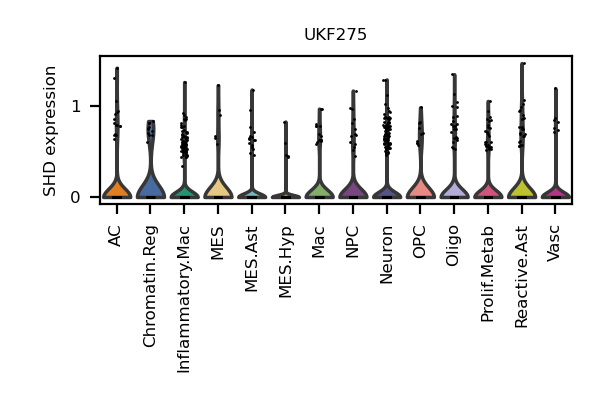 UKF275
SHD expression
1
0
AC
Chromatin.Reg
Inflammatory.Mac
MES
MES.Ast
MES.Hyp
Mac
NPC
Neuron
OPC
Oligo
Prolif.Metab
Reactive.Ast
Vasc